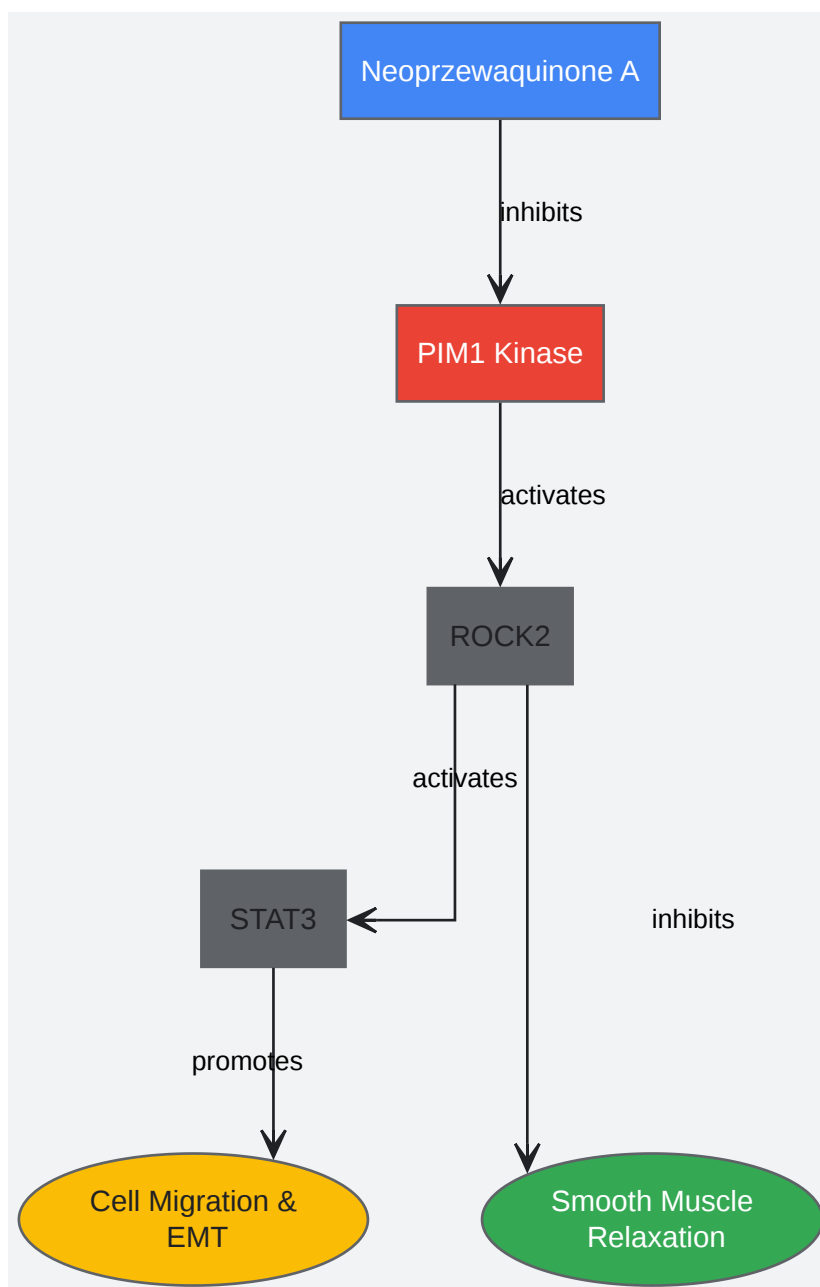 Neoprzewaquinone A
inhibits
PIM1 Kinase
activates
ROCK2
activates
STAT3
inhibits
promotes
Cell Migration &
EMT
Smooth Muscle
Relaxation